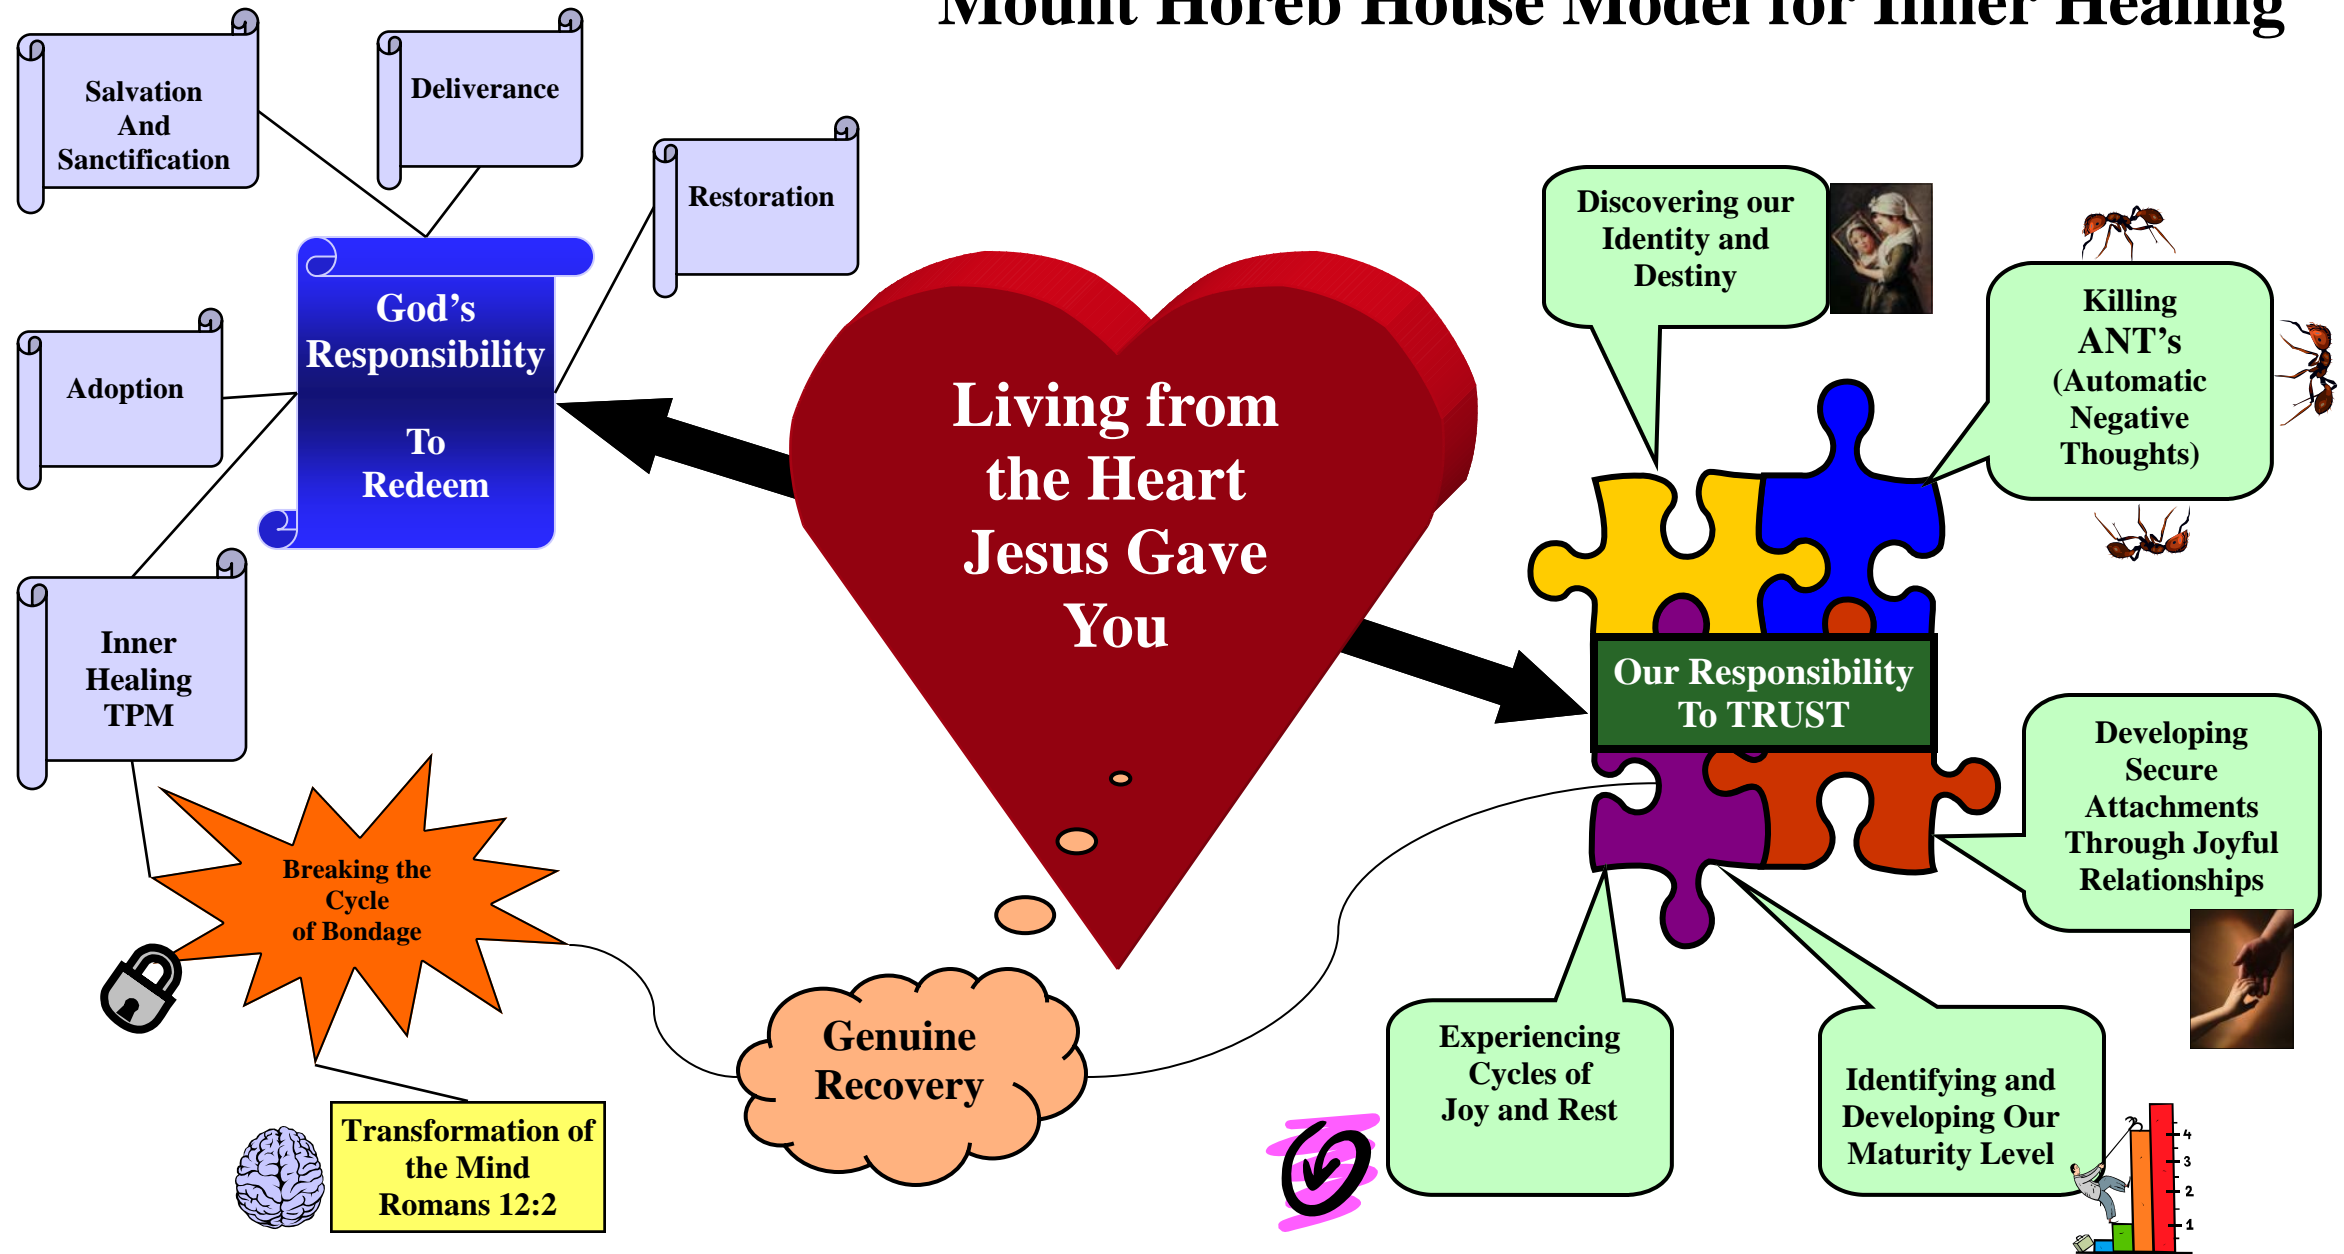 Mount Horeb House Model for Inner Healing
Salvation
And
Sanctification
Deliverance
Restoration
God's
Responsibility
To
Redeem
Adoption
Inner
Healing
TPM
Breaking the
Cycle
of Bondage
Transformation of
the Mind
Romans 12:2
Living from
the Heart
Jesus Gave
You
Genuine
Recovery
Discovering our
Identity and
Destiny
Killing
ANT's
(Automatic
Negative
Thoughts)
Our Responsibility
To TRUST
Developing
Secure
Attachments
Through Joyful
Relationships
Experiencing
Cycles of
Joy and Rest
Identifying and
Developing Our
Maturity Level
4
3
2
1